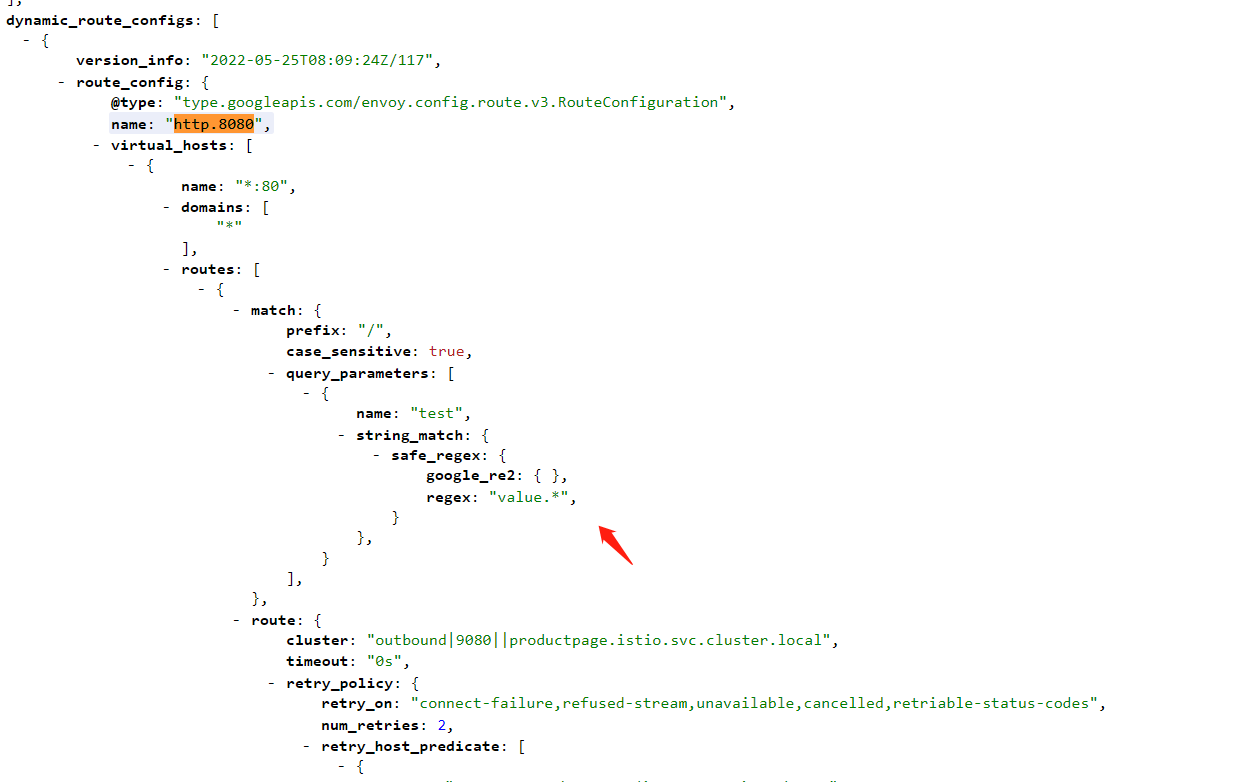 ],
dynamic_route_configs: [
- {
version_info: "2022-05-25T08:09:24Z/117",
- route_config: {
@type: "type.googleapis.com/envoy.config.route.v3.RouteConfiguration",
name: "http.8080",
- virtual_hosts: [
- {
name: "*:80",
- domains: [
"*"
],
- routes: [
- {
- match: {
prefix: "/",
case_sensitive: true,
- query_parameters: [
- {
name: "test",
- string_match: {
- safe_regex: {
google_re2: { },
regex: "value.*",
}
},
}
],
},
- route: {
cluster: "outbound|9080||productpage.istio.svc.cluster.local",
timeout: "0s",
- retry_policy: {
retry_on: "connect-failure,refused-stream,unavailable,cancelled,retriable-status-codes",
num_retries: 2,
- retry_host_predicate: [
- {